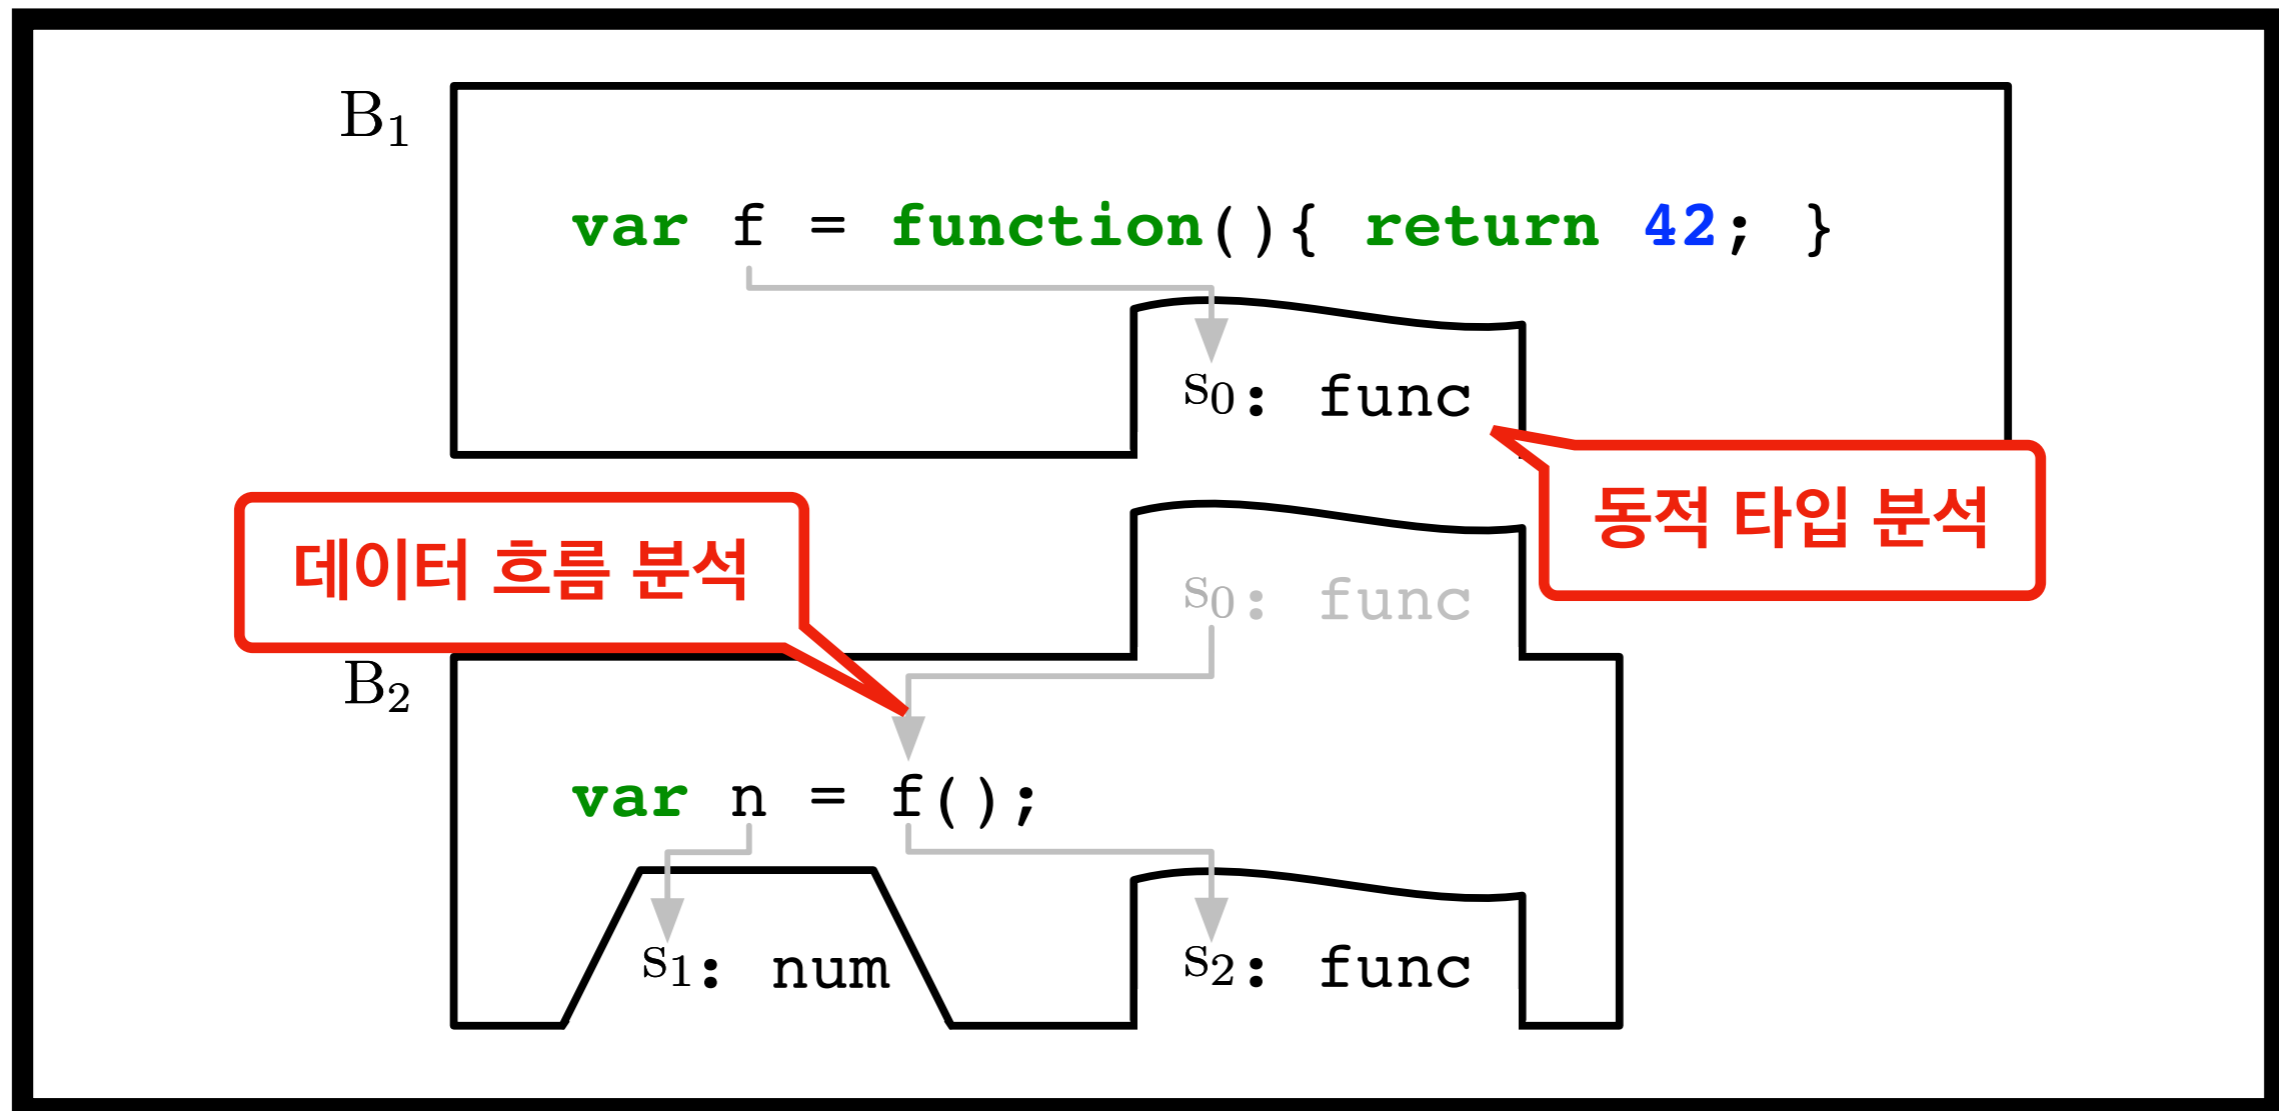 B₁
var f = function(){ return 42; }
s₀: func
동적 타입 분석
데이터 흐름 분석
s₀: func
B₂
var n = f();
s₁: num
s₂: func